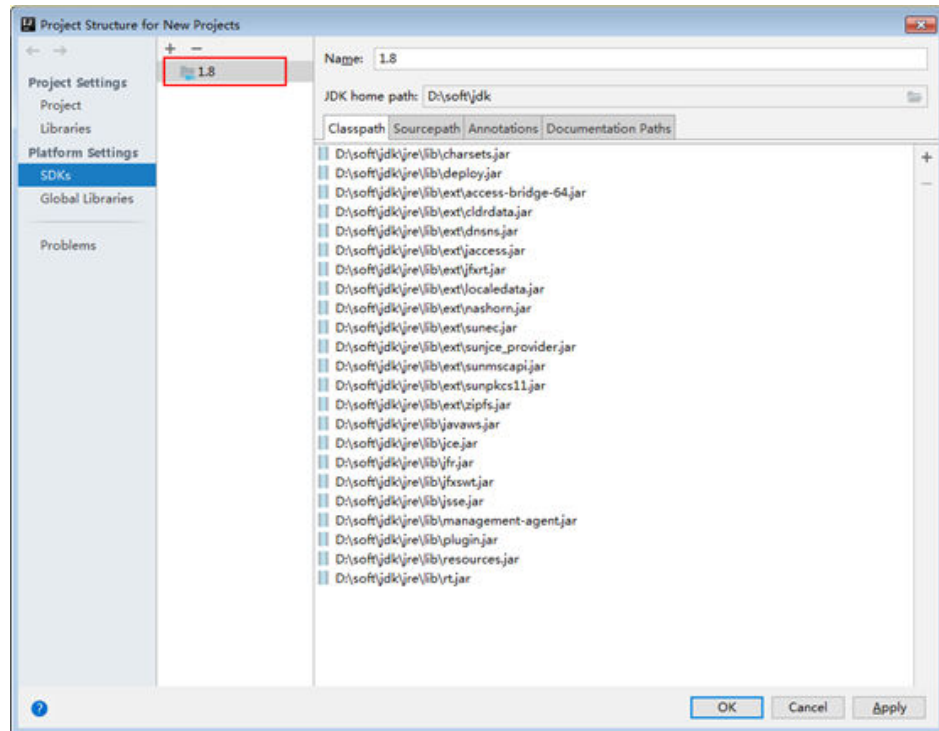 Project Structure for New Projects
Project Settings
Project
Libraries
Platform Settings
SDKs
Global Libraries
Problems
1.8
Name: 1.8
JDK home path: D:\soft\jdk
Classpath Sourcepath Annotations Documentation Paths
D:\soft\jdk\jre\lib\charsets.jar
D:\soft\jdk\jre\lib\deploy.jar
D:\soft\jdk\jre\lib\ext\access-bridge-64.jar
D:\soft\jdk\jre\lib\ext\cldrdata.jar
D:\soft\jdk\jre\lib\ext\dnsns.jar
D:\soft\jdk\jre\lib\ext\jaccess.jar
D:\soft\jdk\jre\lib\ext\jfxrt.jar
D:\soft\jdk\jre\lib\ext\localedata.jar
D:\soft\jdk\jre\lib\ext\nashorn.jar
D:\soft\jdk\jre\lib\ext\sunec.jar
D:\soft\jdk\jre\lib\ext\sunjce_provider.jar
D:\soft\jdk\jre\lib\ext\sunmscapi.jar
D:\soft\jdk\jre\lib\ext\sunpkcs11.jar
D:\soft\jdk\jre\lib\ext\zipfs.jar
D:\soft\jdk\jre\lib\javaws.jar
D:\soft\jdk\jre\lib\jce.jar
D:\soft\jdk\jre\lib\jfr.jar
D:\soft\jdk\jre\lib\jfxswt.jar
D:\soft\jdk\jre\lib\jsse.jar
D:\soft\jdk\jre\lib\management-agent.jar
D:\soft\jdk\jre\lib\plugin.jar
D:\soft\jdk\jre\lib\resources.jar
D:\soft\jdk\jre\lib\rt.jar
OK Cancel Apply